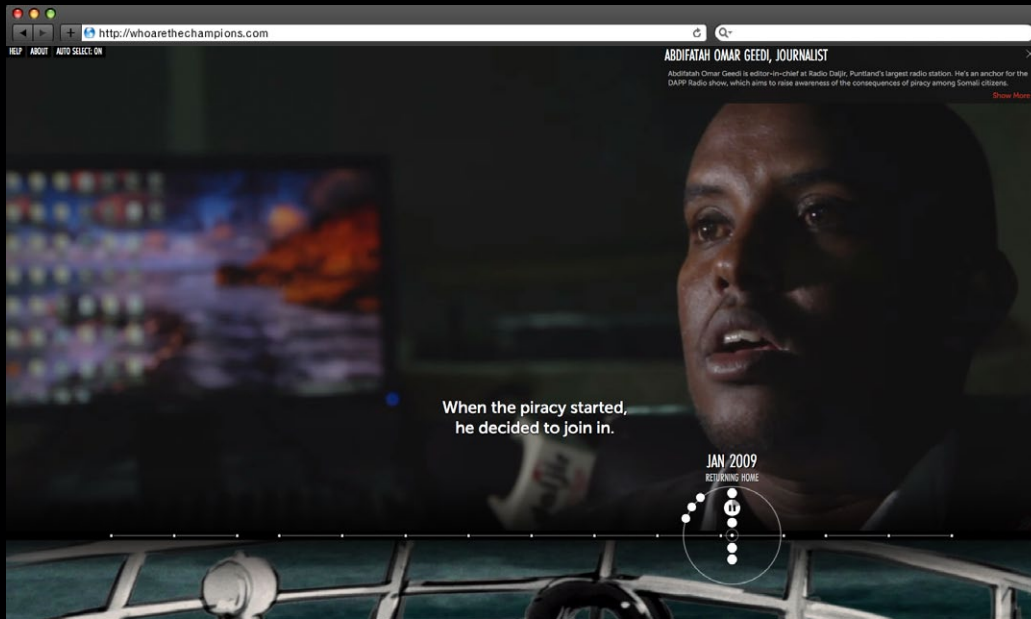 http://whoarethechampions.com
HELP ABOUT AUTO SELECT: ON
ABDIFATAH OMAR GEEDI, JOURNALIST
Abdifatah Omar Geedi is editor-in-chief at Radio Daljir, Puntland's largest radio station. He's an anchor for the
DAPP Radio show, which aims to raise awareness of the consequences of piracy among Somali citizens.
Show More
When the piracy started,
he decided to join in.
Daljir
JAN 2009
RETURNING HOME